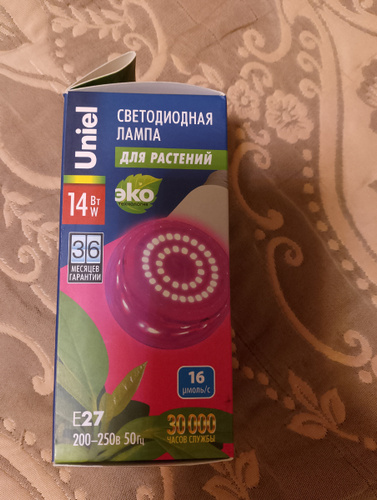 Uniel
СВЕТОДИОДНАЯ
ЛАМПА
ДЛЯ РАСТЕНИЙ
14 Вт W
эко
36
МЕСЯЦЕВ
ГАРАНТИИ
16
μмоль/с
E27
200–250в 50гц
30 000
ЧАСОВ СЛУЖБЫ